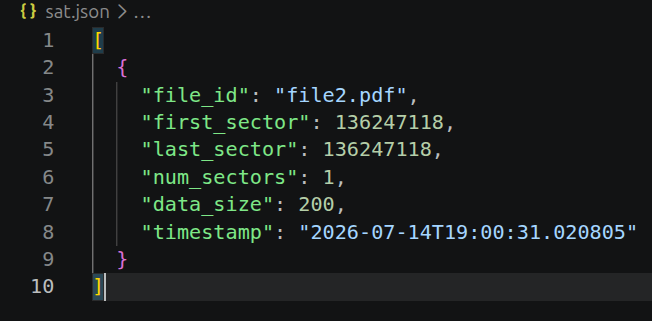 {} sat.json > ...
1 [
2 {
3 "file_id": "file2.pdf",
4 "first_sector": 136247118,
5 "last_sector": 136247118,
6 "num_sectors": 1,
7 "data_size": 200,
8 "timestamp": "2026-07-14T19:00:31.020805"
9 }
10 ]